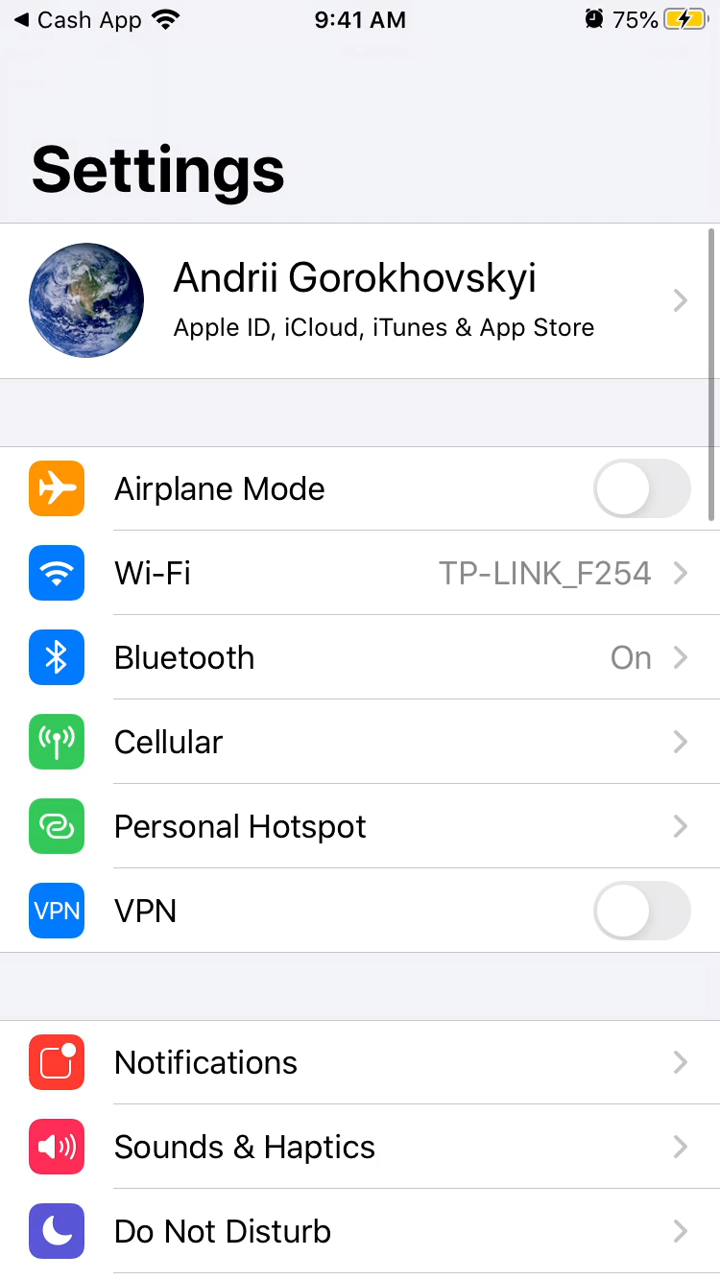 Cash App 9:41 AM 75%
Settings
Andrii Gorokhovskyi
Apple ID, iCloud, iTunes & App Store
Airplane Mode
Wi-Fi TP-LINK_F254
Bluetooth On
Cellular
Personal Hotspot
VPN VPN
Notifications
Sounds & Haptics
Do Not Disturb